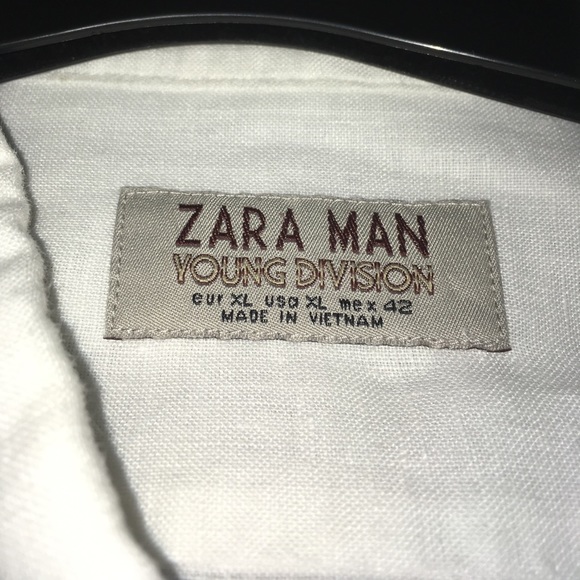 ZARA MAN
YOUNG DIVISION
eur XL usa XL mex 42
MADE IN VIETNAM